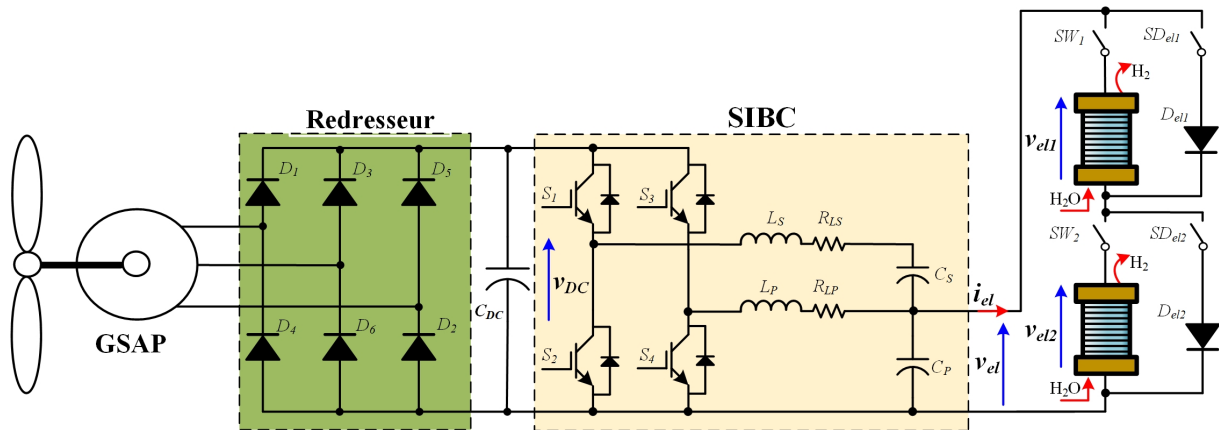 Redresseur
SIBC
GSAP
D1
D3
D5
D4
D6
D2
CDC
vDC
S1
S3
S2
S4
LS
RLS
CS
LP
RLP
CP
iel
vel
SW1
SDel1
H2
vel1
Del1
H2O
SW2
SDel2
H2
vel2
Del2
H2O